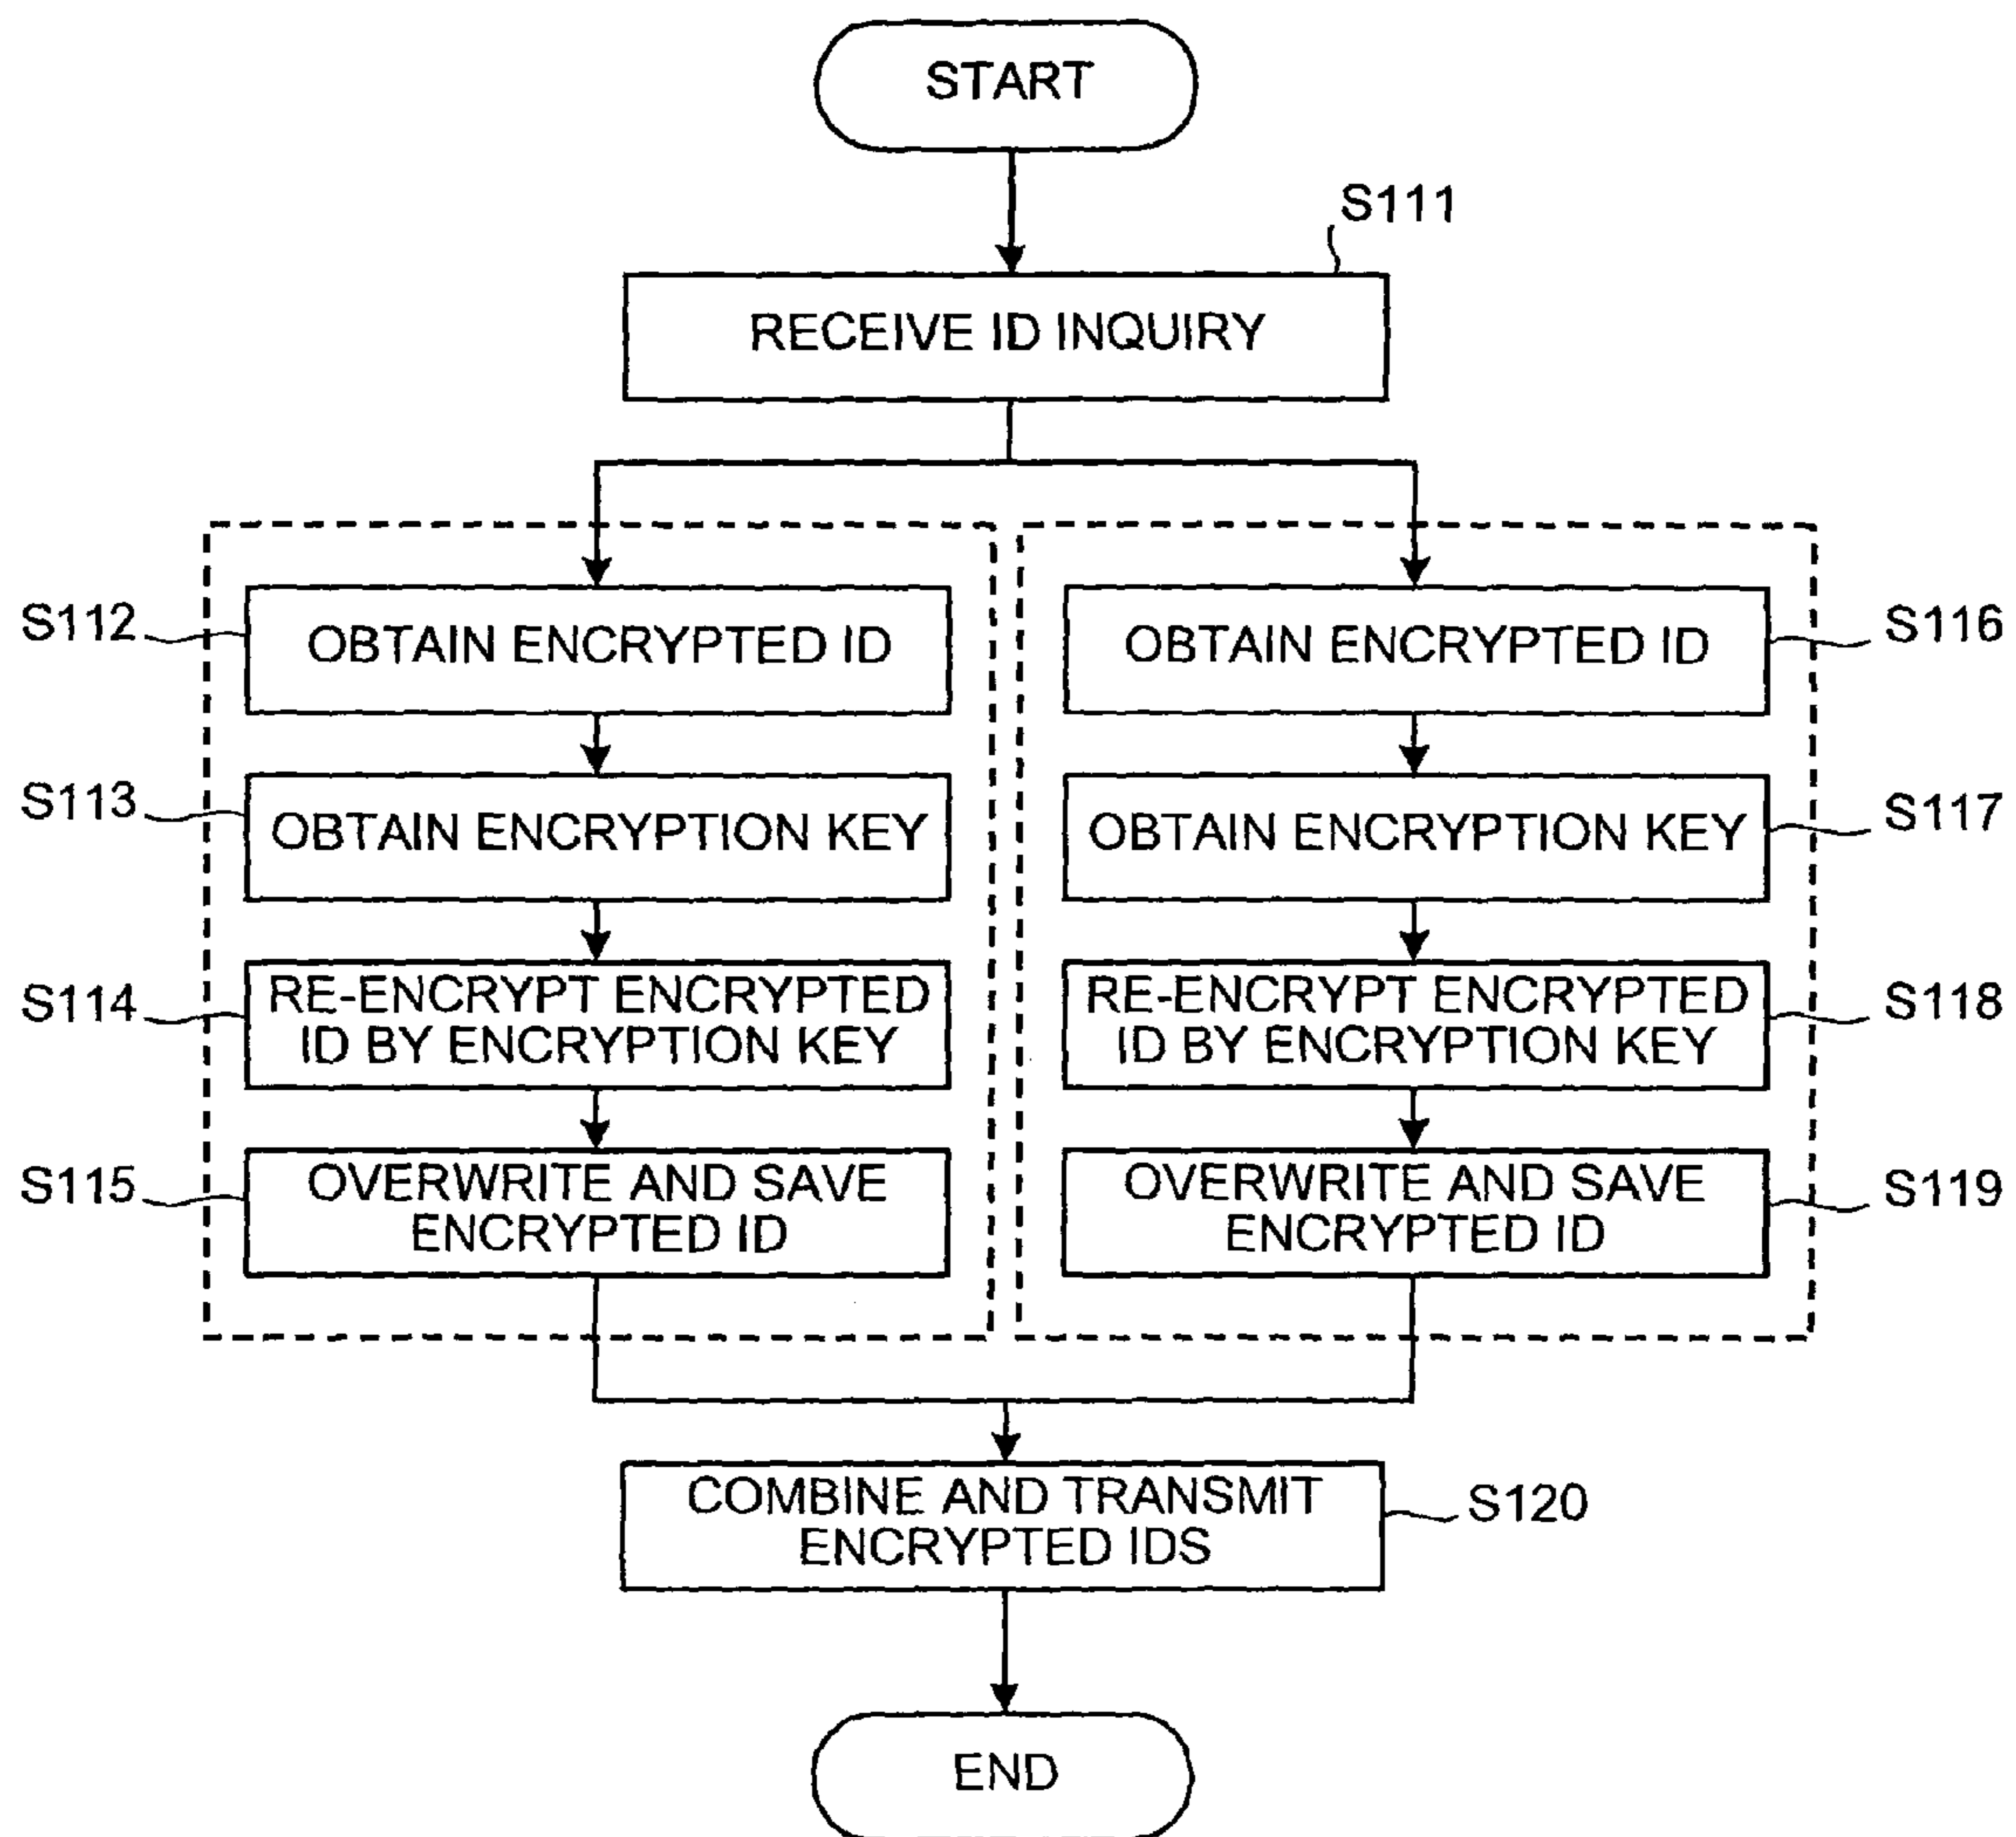 START
S111
RECEIVE ID INQUIRY
S112
OBTAIN ENCRYPTED ID
S113
OBTAIN ENCRYPTION KEY
S114
RE-ENCRYPT ENCRYPTED
ID BY ENCRYPTION KEY
S115
OVERWRITE AND SAVE
ENCRYPTED ID
OBTAIN ENCRYPTED ID
S116
OBTAIN ENCRYPTION KEY
S117
RE-ENCRYPT ENCRYPTED
ID BY ENCRYPTION KEY
S118
OVERWRITE AND SAVE
ENCRYPTED ID
S119
COMBINE AND TRANSMIT
ENCRYPTED IDS
S120
END